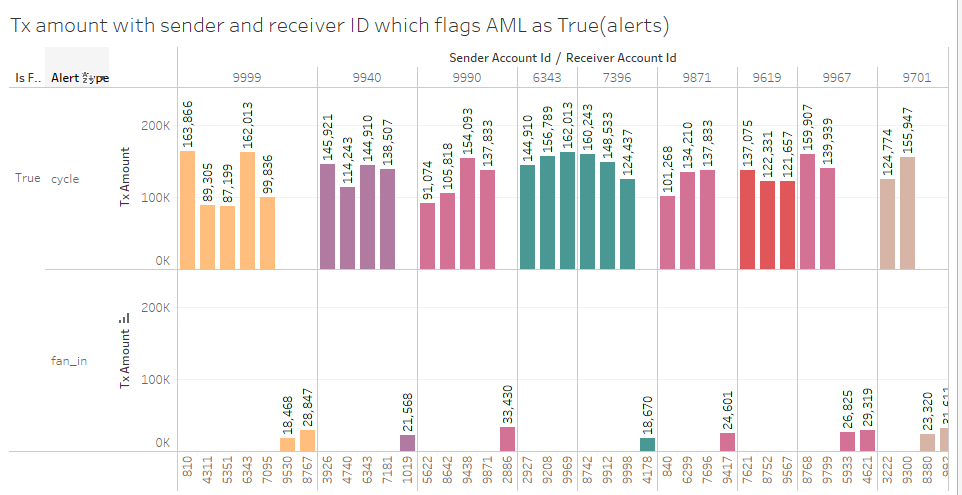 Tx amount with sender and receiver ID which flags AML as True(alerts)
Sender Account Id / Receiver Account Id
Is F.. Alert Type 9999 9940 9990 6343 7396 9871 9619 9967 9701
True cycle
Tx Amount
200K
100K
0K
163,866 89,305 87,199 162,013 99,836 145,921 114,243 144,910 138,507 91,074 105,818 154,093 137,833 144,910 156,789 162,013 160,243 148,533 124,437 101,268 134,210 137,833 137,075 122,331 121,657 159,907 139,939 124,774 155,947
fan_in
Tx Amount
200K
100K
0K
18,468 28,847 21,568 33,430 18,670 24,601 26,825 29,319 23,320
810 4311 5351 6343 7095 9530 8767 3926 4740 6343 7181 1019 5622 8642 9438 9871 2886 2927 9208 9969 8742 9912 9998 4178 840 6299 7696 9417 7621 8752 9567 8768 9799 5933 4621 3222 9300 8380